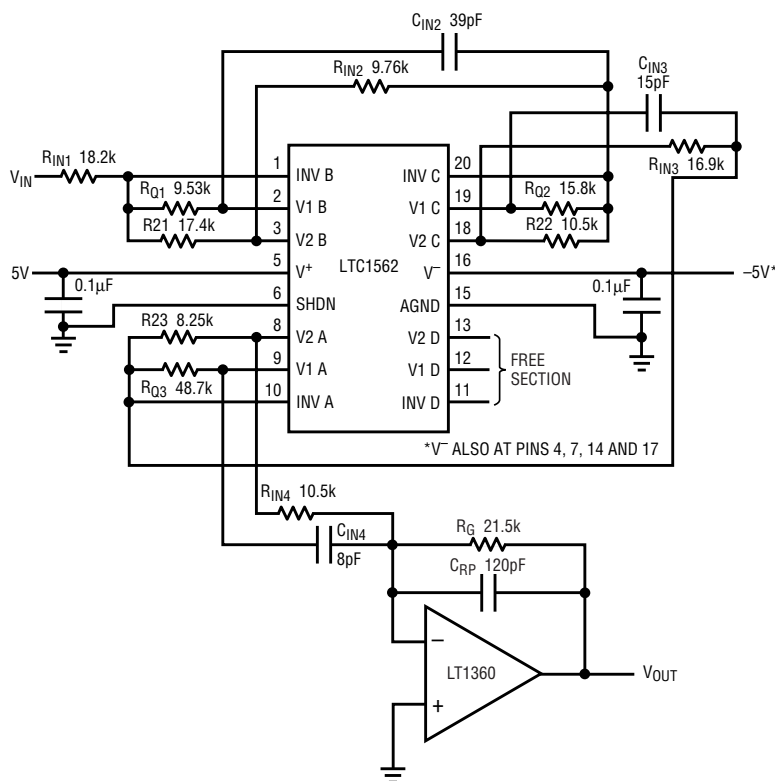 C_IN2 39pF
R_IN2 9.76k
C_IN3
15pF
R_IN1 18.2k
V_IN
R_IN3 16.9k
1 INV B
INV C 20
R_Q1 9.53k
2 V1 B
V1 C 19
R_Q2 15.8k
R21 17.4k
3 V2 B
V2 C 18
R22 10.5k
LTC1562
5V
5 V+
V– 16
–5V*
0.1µF
6 SHDN
AGND 15
0.1µF
R23 8.25k
8 V2 A
V2 D 13
9 V1 A
V1 D 12
FREE
SECTION
R_Q3 48.7k
10 INV A
INV D 11
*V– ALSO AT PINS 4, 7, 14 AND 17
R_IN4 10.5k
R_G 21.5k
C_IN4
8pF
C_RP 120pF
–
LT1360
V_OUT
+